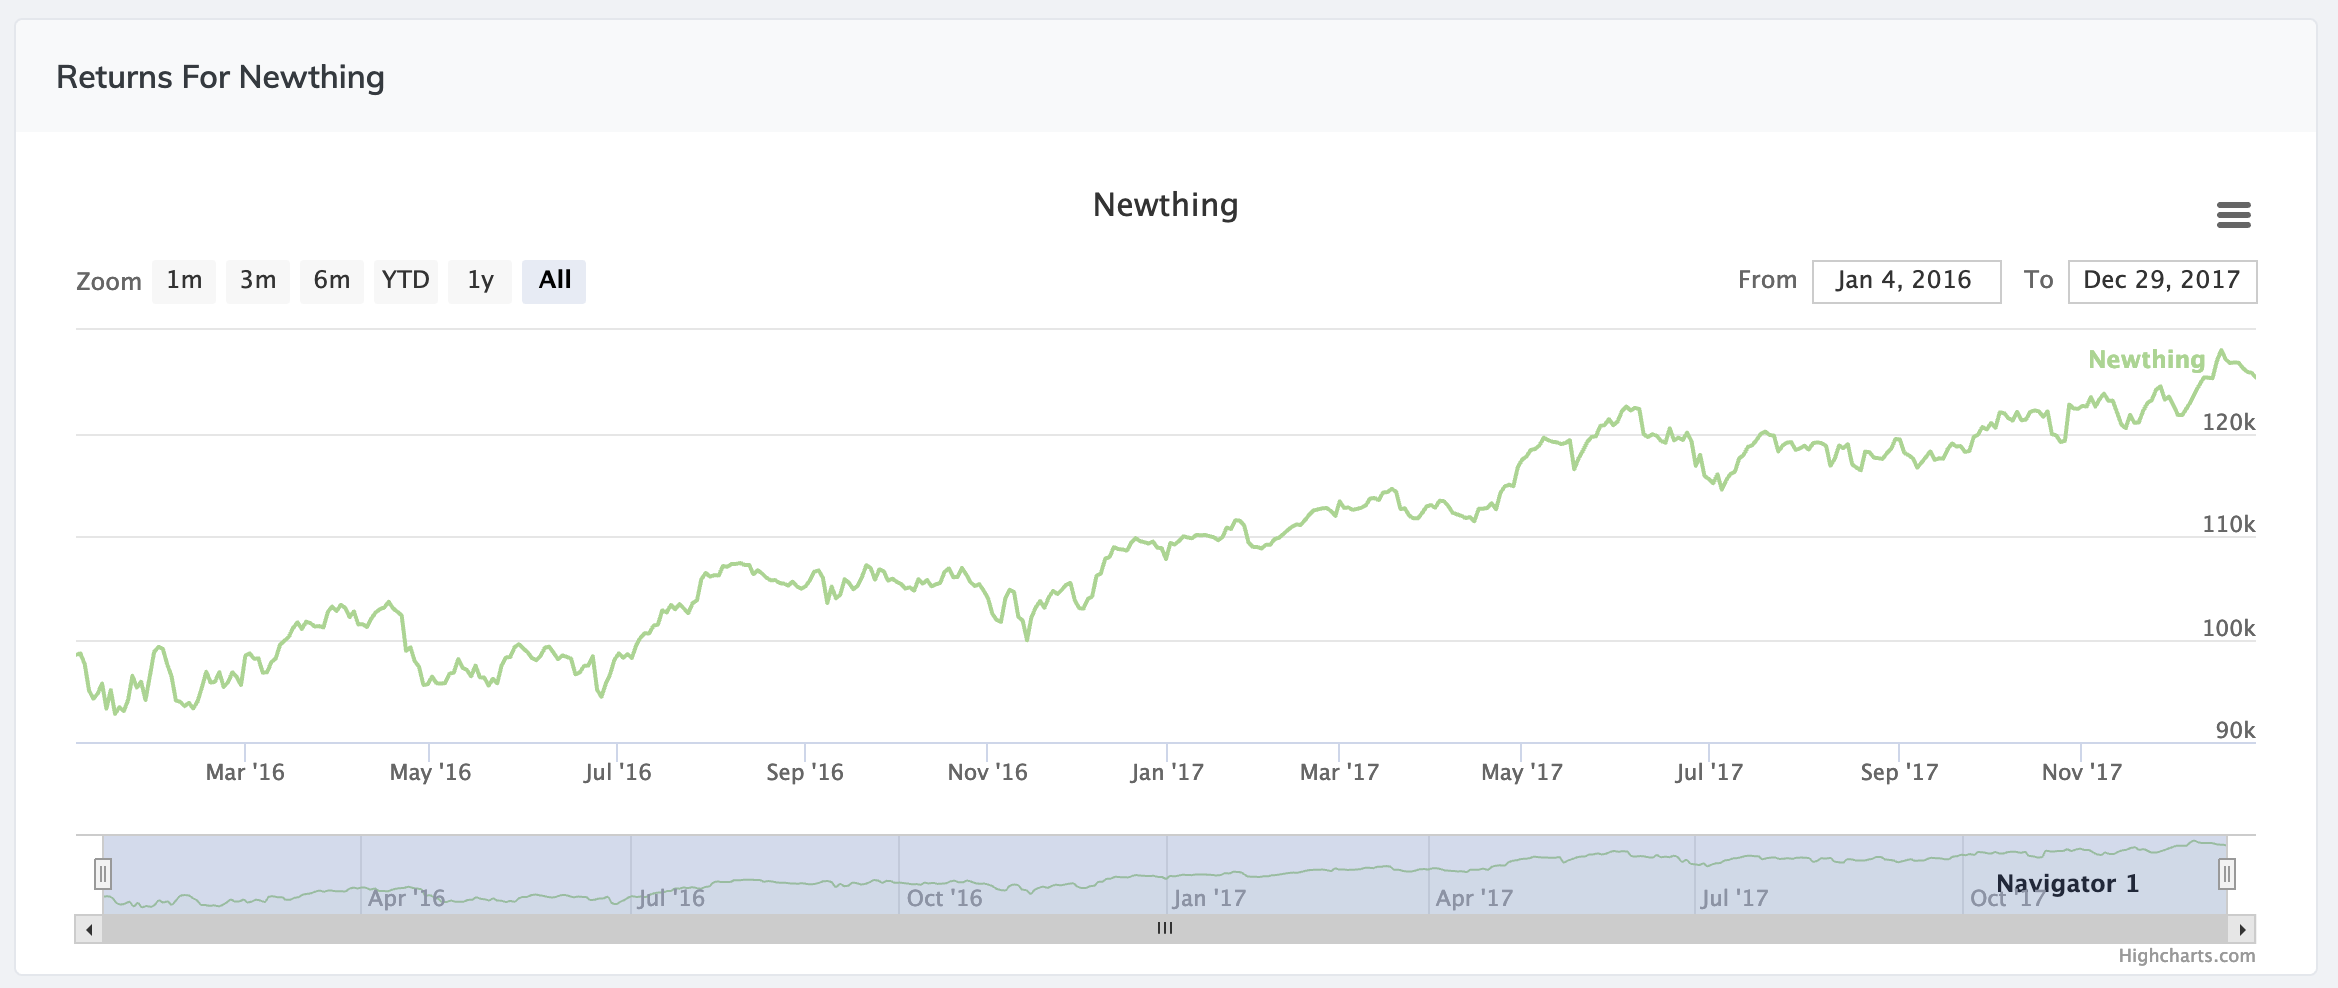 Returns For Newthing
Newthing
Zoom 1m 3m 6m YTD 1y All From Jan 4, 2016 To Dec 29, 2017
Newthing
120k
110k
100k
90k
Mar '16 May '16 Jul '16 Sep '16 Nov '16 Jan '17 Mar '17 May '17 Jul '17 Sep '17 Nov '17
Navigator 1
Apr '16 Jul '16 Oct '16 Jan '17 Apr '17 Jul '17 Oct '17
Highcharts.com